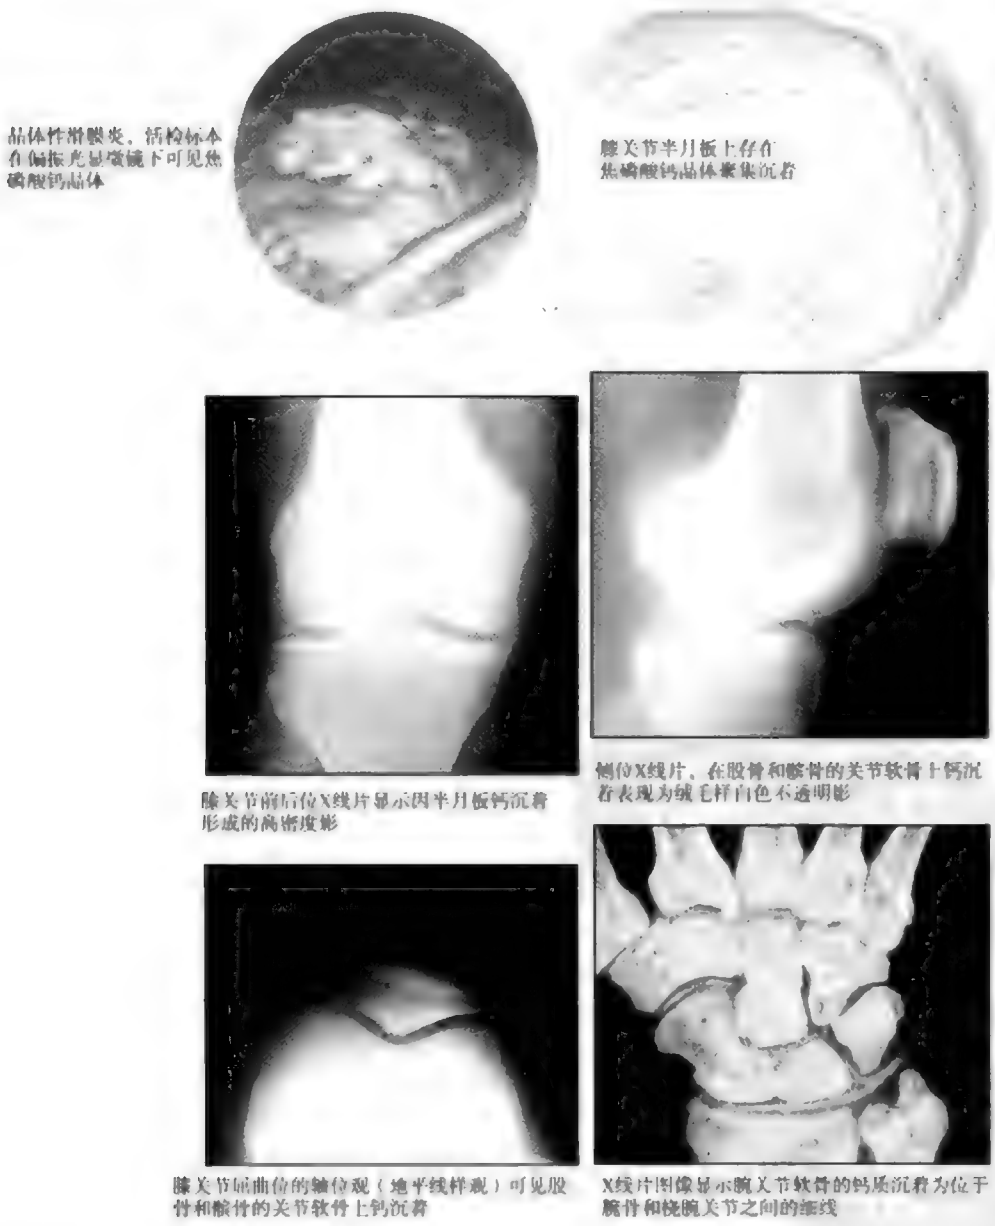 晶体性滑膜炎。活检标本
在偏振光显微镜下可见焦
磷酸钙晶体
膝关节半月板上存在
焦磷酸钙晶体聚集沉着
膝关节前后位X线片显示因半月板钙沉着
形成的高密度影
侧位X线片。在股骨和髌骨的关节软骨上钙沉
着表现为绒毛样白色不透明影
膝关节屈曲位的轴位观（地平线样观）可见股
骨和髌骨的关节软骨上钙沉着
X线片图像显示腕关节软骨的钙质沉着为位于
腕骨和桡腕关节之间的细线